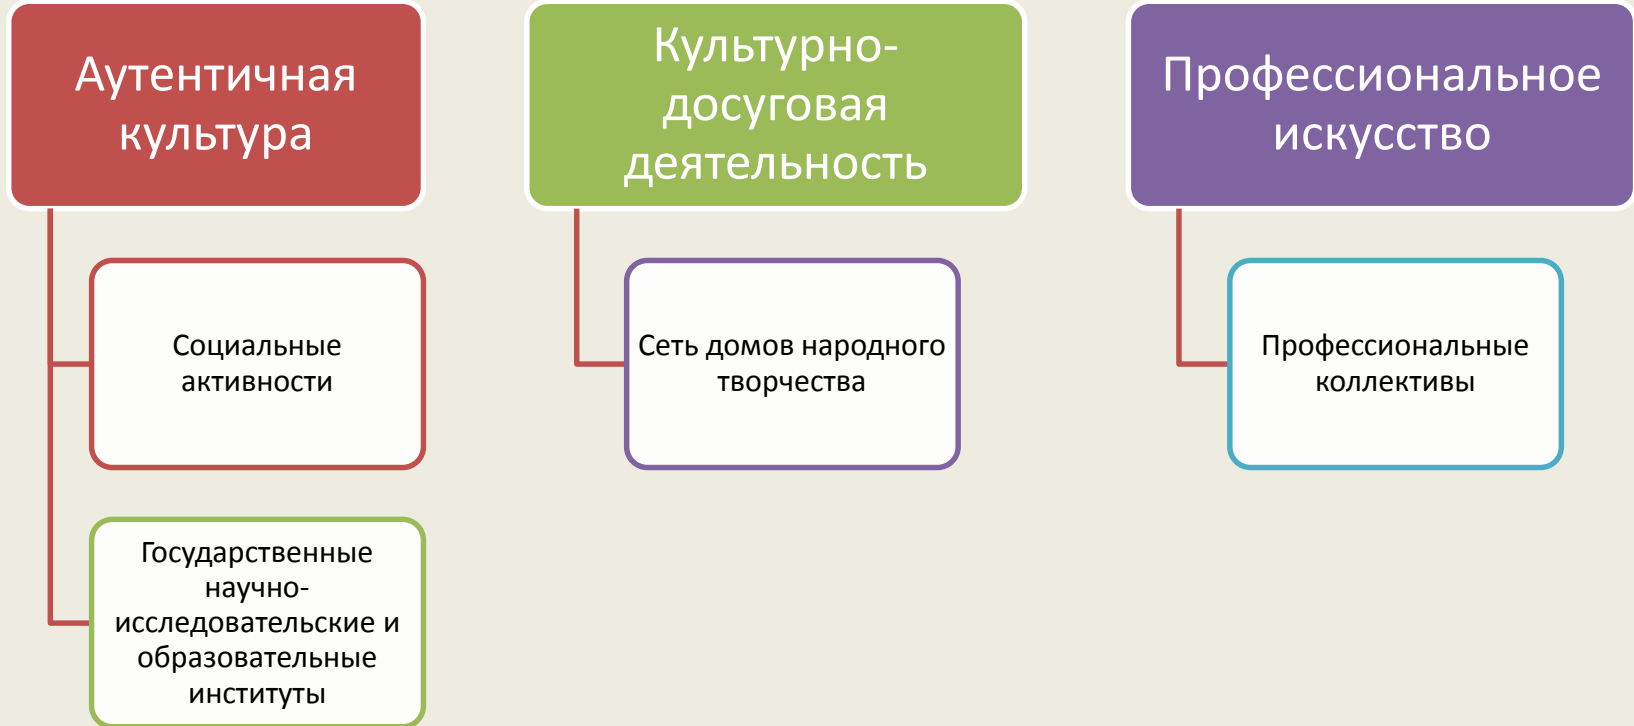 Аутентичная
культура
Социальные
активности
Государственные
научно-
исследовательские и
образовательные
институты
Культурно-
досуговая
деятельность
Сеть домов народного
творчества
Профессиональное
искусство
Профессиональные
коллективы